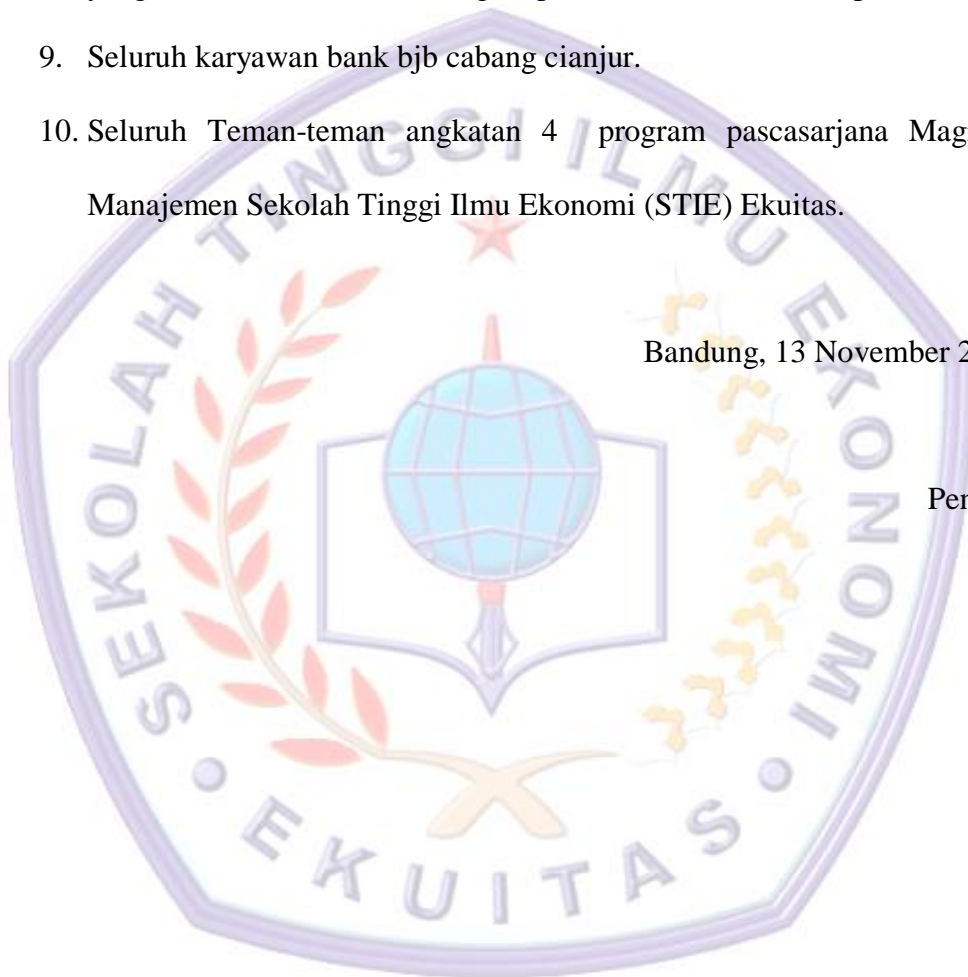 9. Seluruh karyawan bank bjb cabang cianjur.
10. Seluruh Teman-teman angkatan 4 program pascasarjana Mag
Manajemen Sekolah Tinggi Ilmu Ekonomi (STIE) Ekuitas.
Bandung, 13 November 2
Pen
SEKOLAH TINGGI ILMU EKONOMI
• EKUITAS •